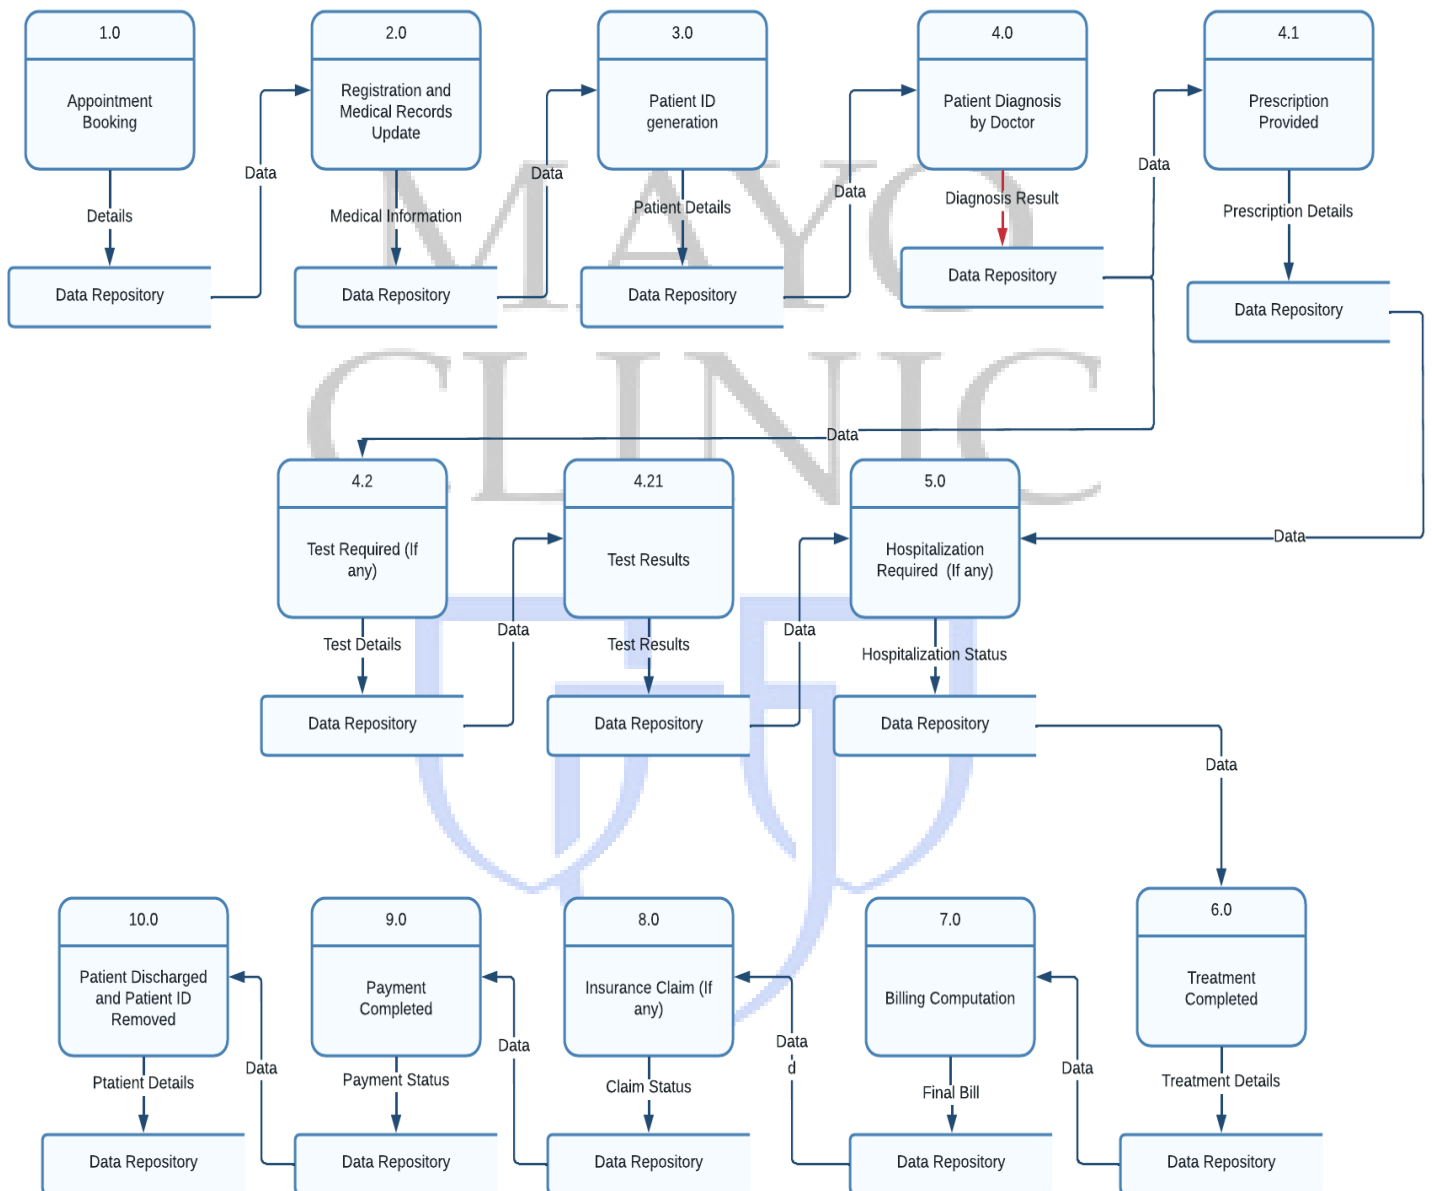 1.0
Appointment
Booking
2.0
Registration and
Medical Records
Update
3.0
Patient ID
generation
4.0
Patient Diagnosis
by Doctor
4.1
Prescription
Provided
Data
Data
Data
Data
Details
Medical Information
Patient Details
Diagnosis Result
Prescription Details
Data Repository
Data Repository
Data Repository
Data Repository
Data Repository
MAYO
CLINIC
Data
4.2
Test Required (If
any)
4.21
Test Results
5.0
Hospitalization
Required (If any)
Data
Data
Data
Test Details
Test Results
Hospitalization Status
Data Repository
Data Repository
Data Repository
Data
10.0
Patient Discharged
and Patient ID
Removed
9.0
Payment
Completed
8.0
Insurance Claim (If
any)
7.0
Billing Computation
6.0
Treatment
Completed
Data
Data
Data
d
Data
Ptatient Details
Payment Status
Claim Status
Final Bill
Treatment Details
Data Repository
Data Repository
Data Repository
Data Repository
Data Repository